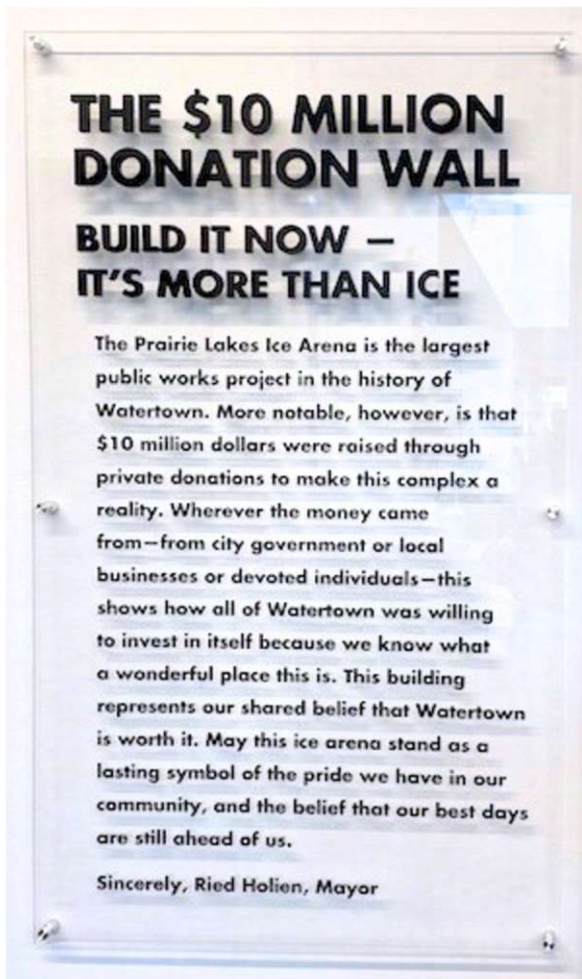 THE $10 MILLION
DONATION WALL
BUILD IT NOW —
IT'S MORE THAN ICE
The Prairie Lakes Ice Arena is the largest
public works project in the history of
Watertown. More notable, however, is that
$10 million dollars were raised through
private donations to make this complex a
reality. Wherever the money came
from—from city government or local
businesses or devoted individuals—this
shows how all of Watertown was willing
to invest in itself because we know what
a wonderful place this is. This building
represents our shared belief that Watertown
is worth it. May this ice arena stand as a
lasting symbol of the pride we have in our
community, and the belief that our best days
are still ahead of us.
Sincerely, Ried Holien, Mayor